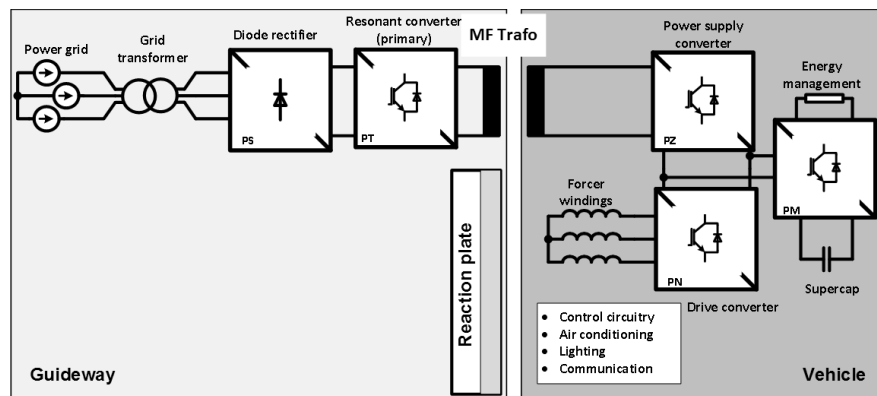 Power grid
Grid
transformer
Diode rectifier
PS
Resonant converter
(primary)
PT
MF Trafo
Power supply
converter
PZ
Energy
management
PM
Supercap
Forcer
windings
PN
Drive converter
Reaction plate
• Control circuitry
• Air conditioning
• Lighting
• Communication
Guideway
Vehicle